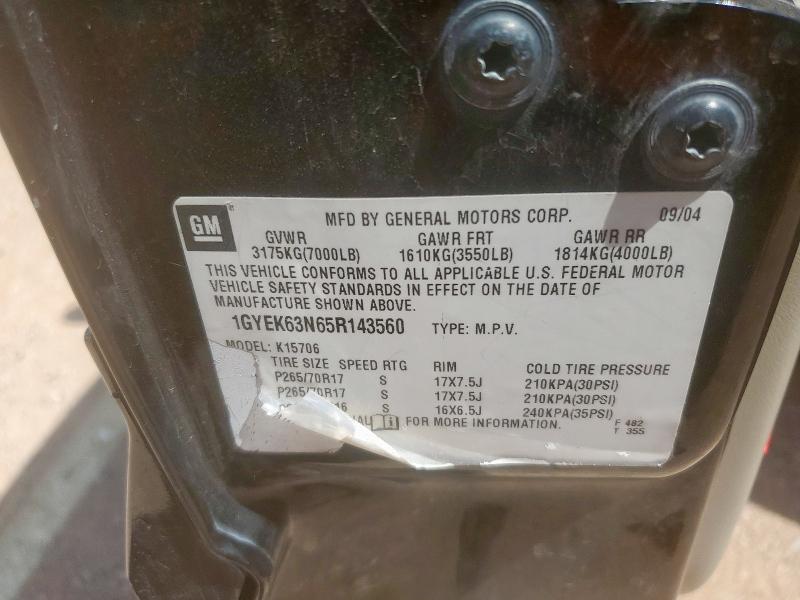 GM
MFD BY GENERAL MOTORS CORP. 09/04
GVWR GAWR FRT GAWR RR
3175KG(7000LB) 1610KG(3550LB) 1814KG(4000LB)
THIS VEHICLE CONFORMS TO ALL APPLICABLE U.S. FEDERAL MOTOR
VEHICLE SAFETY STANDARDS IN EFFECT ON THE DATE OF
MANUFACTURE SHOWN ABOVE.
1GYEK63N65R143560 TYPE: M.P.V.
MODEL: K15706
TIRE SIZE SPEED RTG RIM COLD TIRE PRESSURE
P265/70R17 S 17X7.5J 210KPA(30PSI)
P265/70R17 S 17X7.5J 210KPA(30PSI)
S 16X6.5J 240KPA(35PSI)
FOR MORE INFORMATION.
F 482
T 355